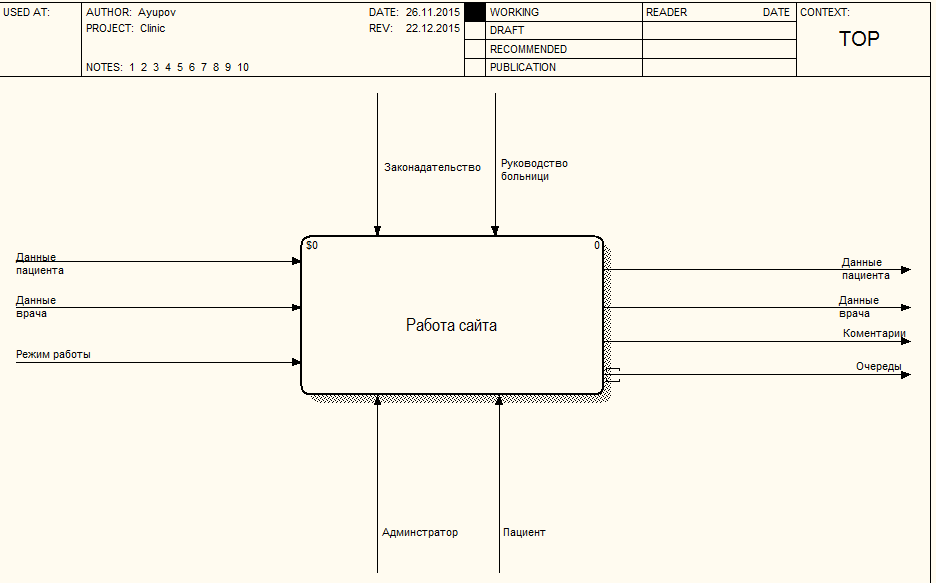 USED AT:
AUTHOR: Ayupov
DATE: 26.11.2015
PROJECT: Clinic
REV: 22.12.2015
NOTES: 1 2 3 4 5 6 7 8 9 10
WORKING
DRAFT
RECOMMENDED
PUBLICATION
READER
DATE
CONTEXT:
TOP
Законадательство
Руководство
больници
$0
0
Данные
пациента
Данные
врача
Режим работы
Работа сайта
Данные
пациента
Данные
врача
Коментарии
Очереды
Админстратор
Пациент